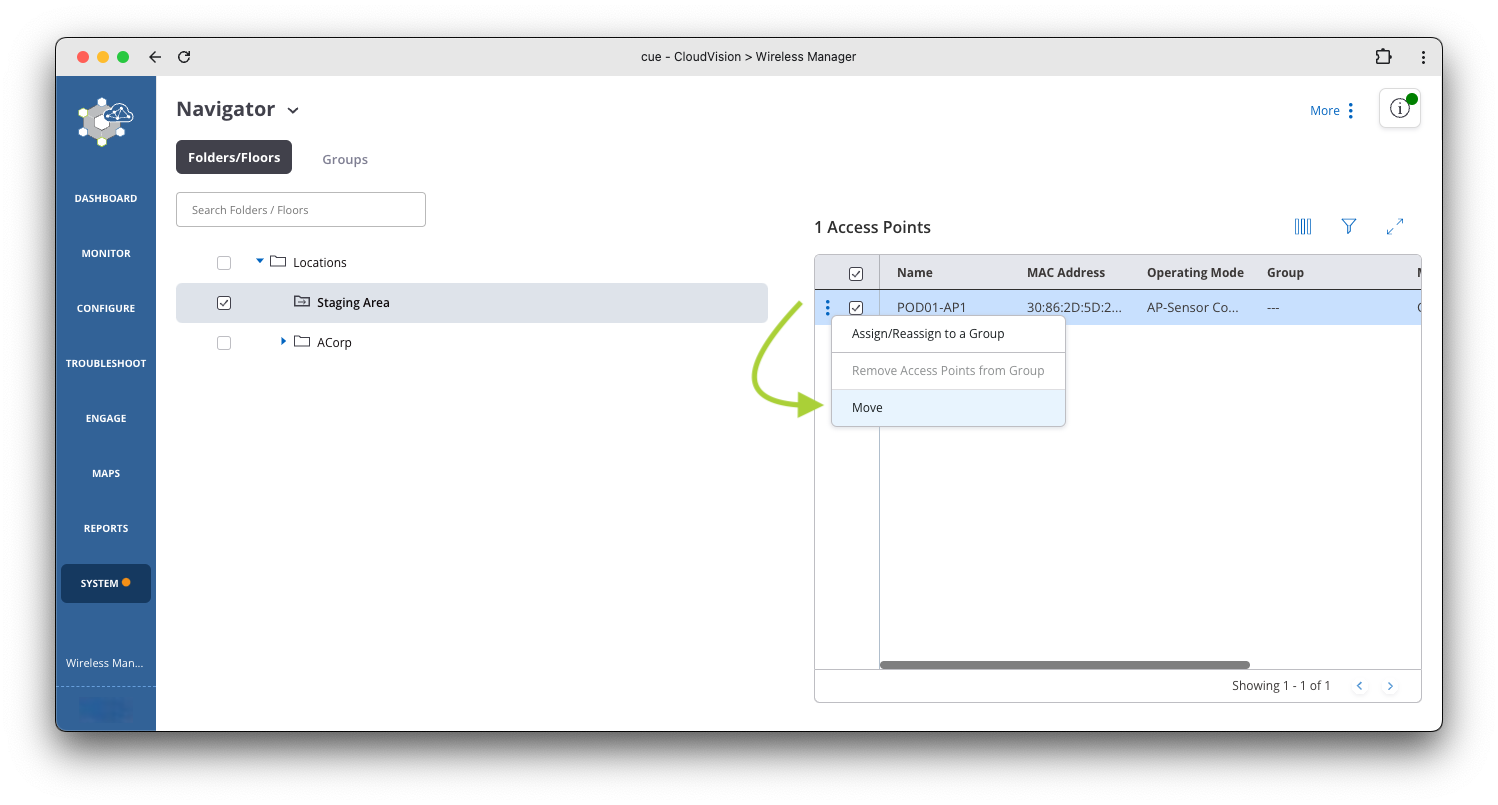 cue - CloudVision > Wireless Manager
Navigator
More
Folders/Floors
Groups
Search Folders / Floors
Locations
Staging Area
ACorp
DASHBOARD
MONITOR
CONFIGURE
TROUBLESHOOT
ENGAGE
MAPS
REPORTS
SYSTEM
Wireless Man...
1 Access Points
Name MAC Address Operating Mode Group
POD01-AP1 30:86:2D:5D:2... AP-Sensor Co... ---
Assign/Reassign to a Group
Remove Access Points from Group
Move
Showing 1 - 1 of 1